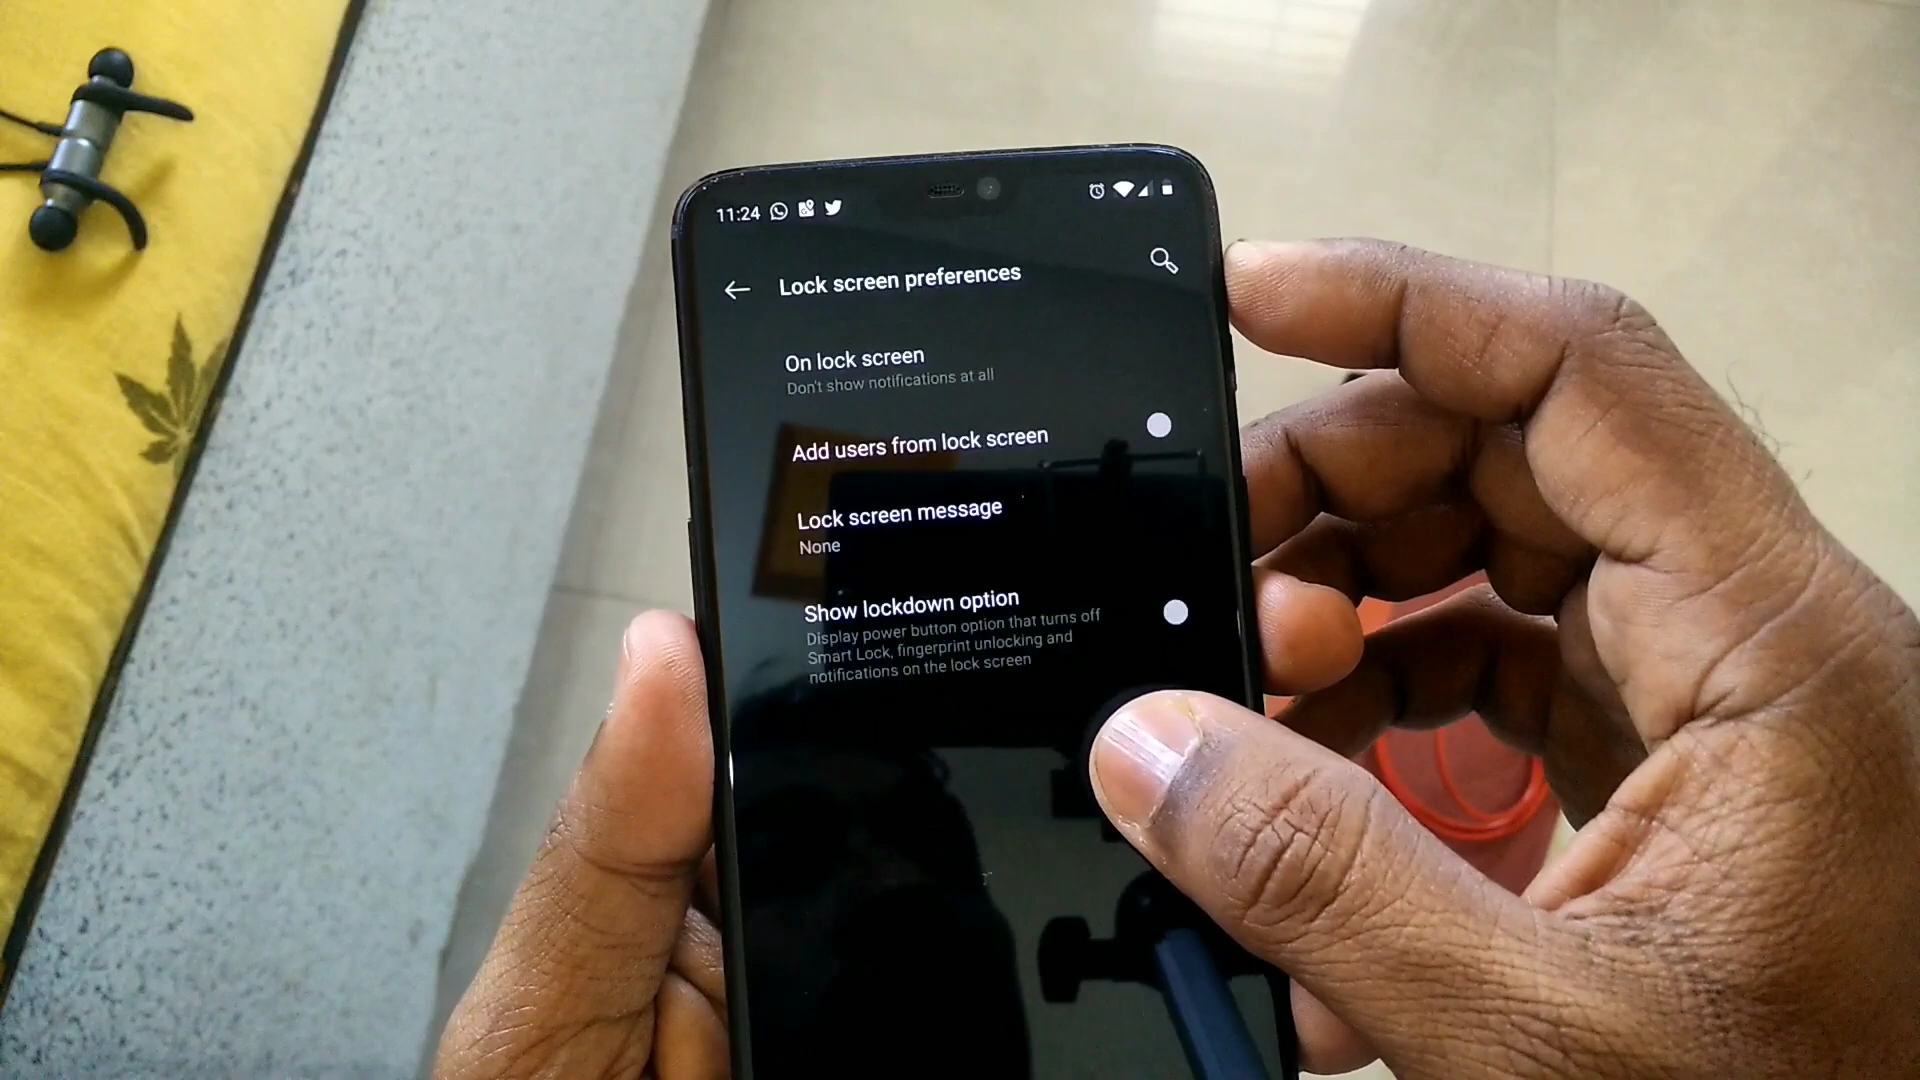 11:24
Lock screen preferences
On lock screen
Don't show notifications at all
Add users from lock screen
Lock screen message
None
Show lockdown option
Display power button option that turns off
Smart Lock, fingerprint unlocking and
notifications on the lock screen